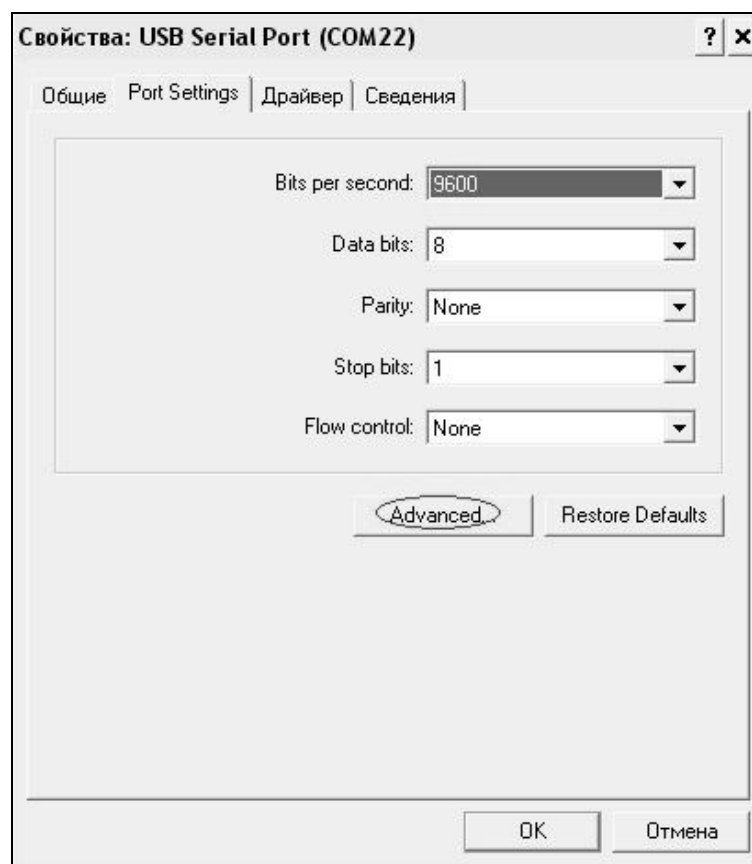 Свойства: USB Serial Port (COM22)
Общие Port Settings Драйвер Сведения
Bits per second: 9600
Data bits: 8
Parity: None
Stop bits: 1
Flow control: None
Advanced... Restore Defaults
OK Отмена